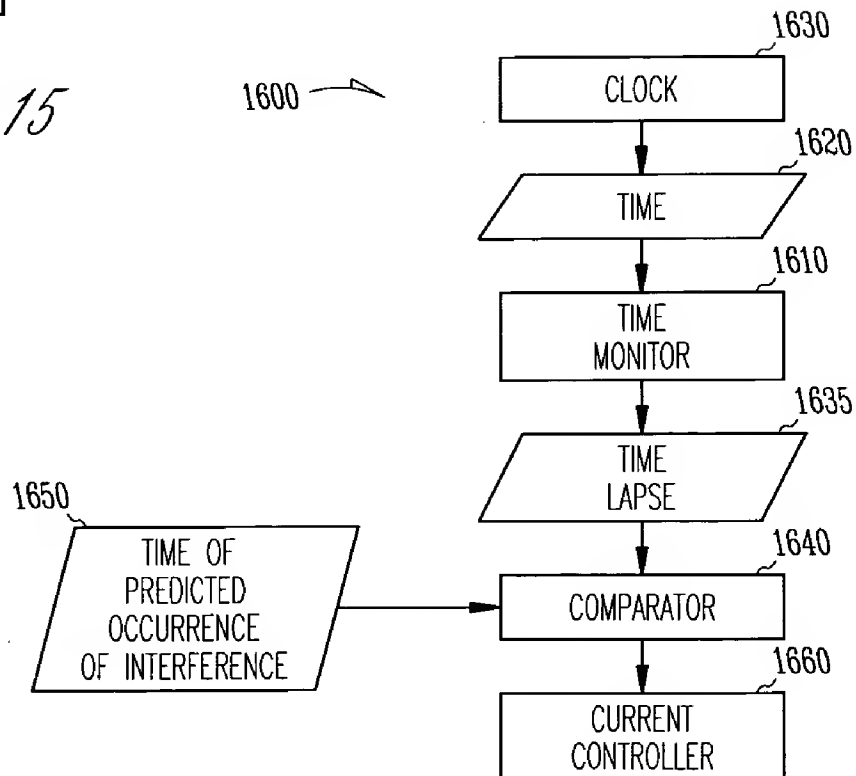 15
1600
1630
CLOCK
1620
TIME
1610
TIME
MONITOR
1635
TIME
LAPSE
1650
TIME OF
PREDICTED
OCCURRENCE
OF INTERFERENCE
1640
COMPARATOR
1660
CURRENT
CONTROLLER